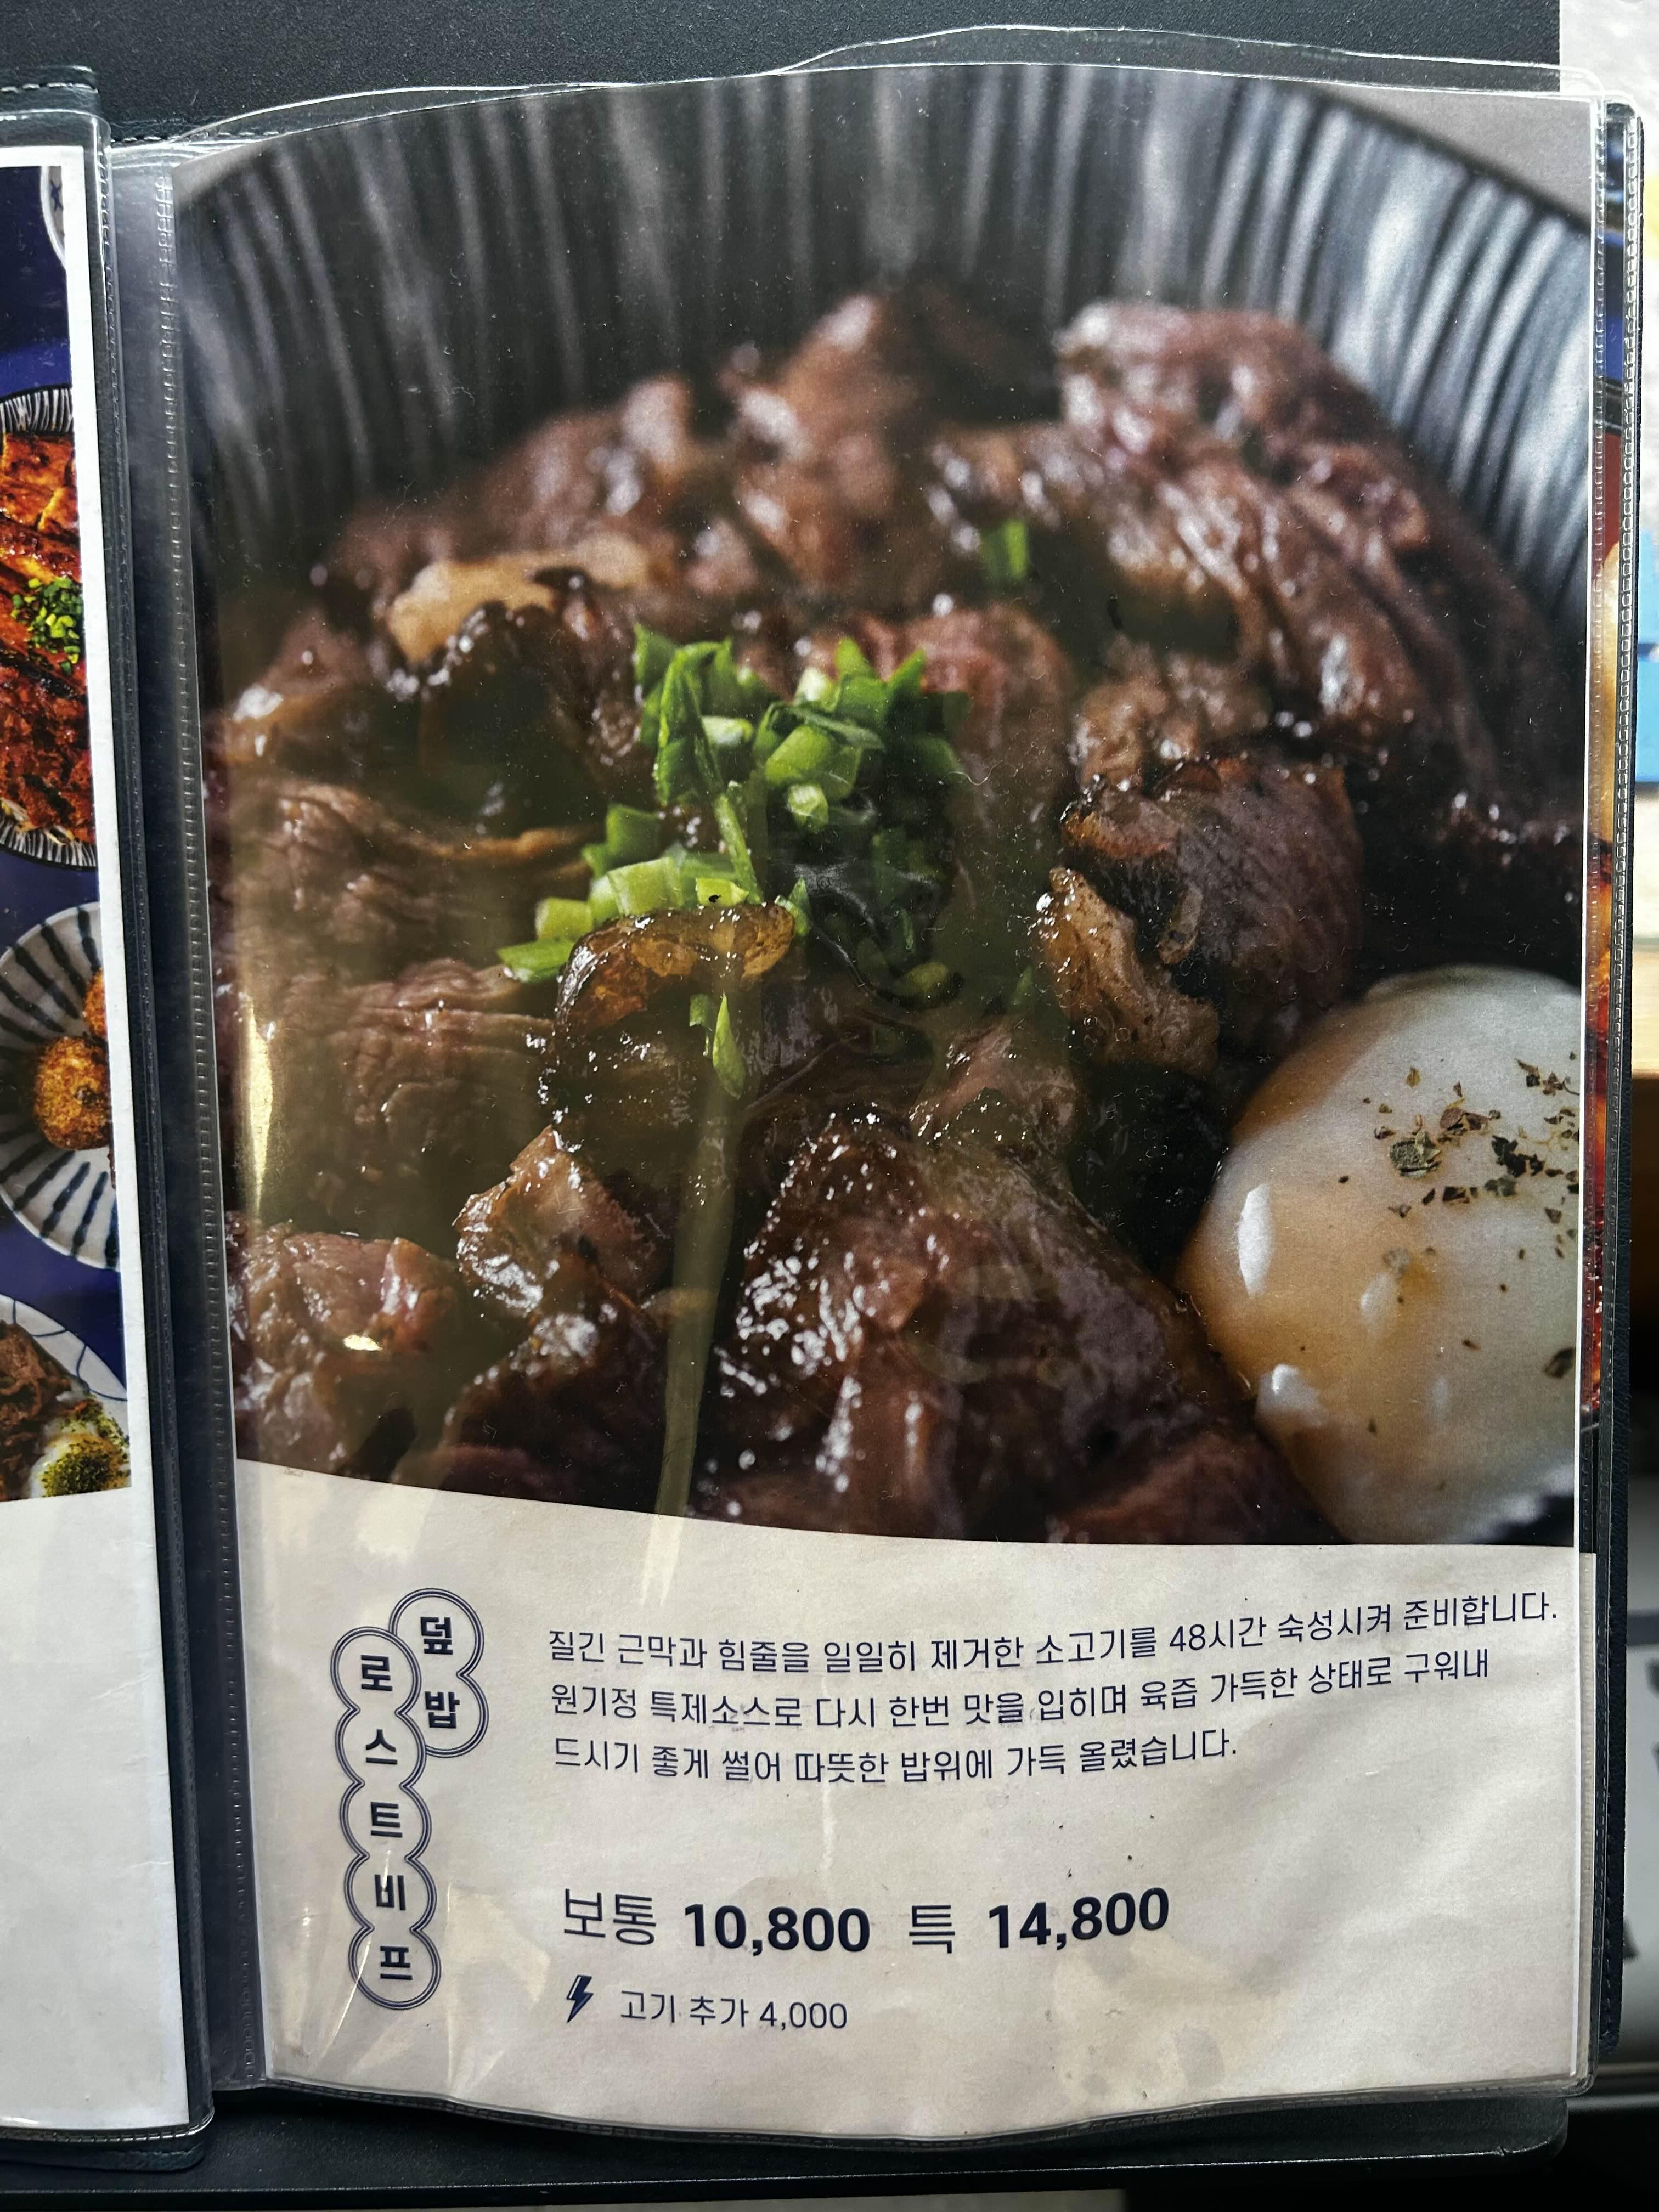 로스트비프
덮밥
질긴 근막과 힘줄을 일일히 제거한 소고기를 48시간 숙성시켜 준비합니다.
원기정 특제소스로 다시 한번 맛을 입히며 육즙 가득한 상태로 구워내
드시기 좋게 썰어 따뜻한 밥위에 가득 올렸습니다.
보통 10,800 특 14,800
고기 추가 4,000